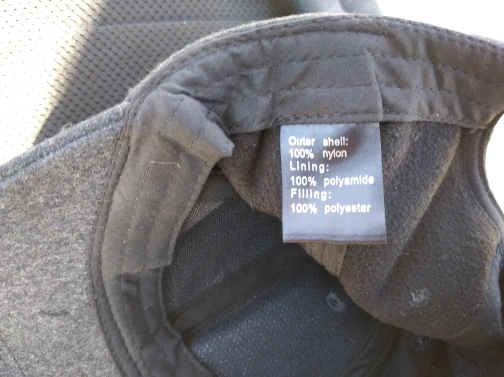 Outer shell:
100% nylon
Lining:
100% polyamide
Filling:
100% polyester